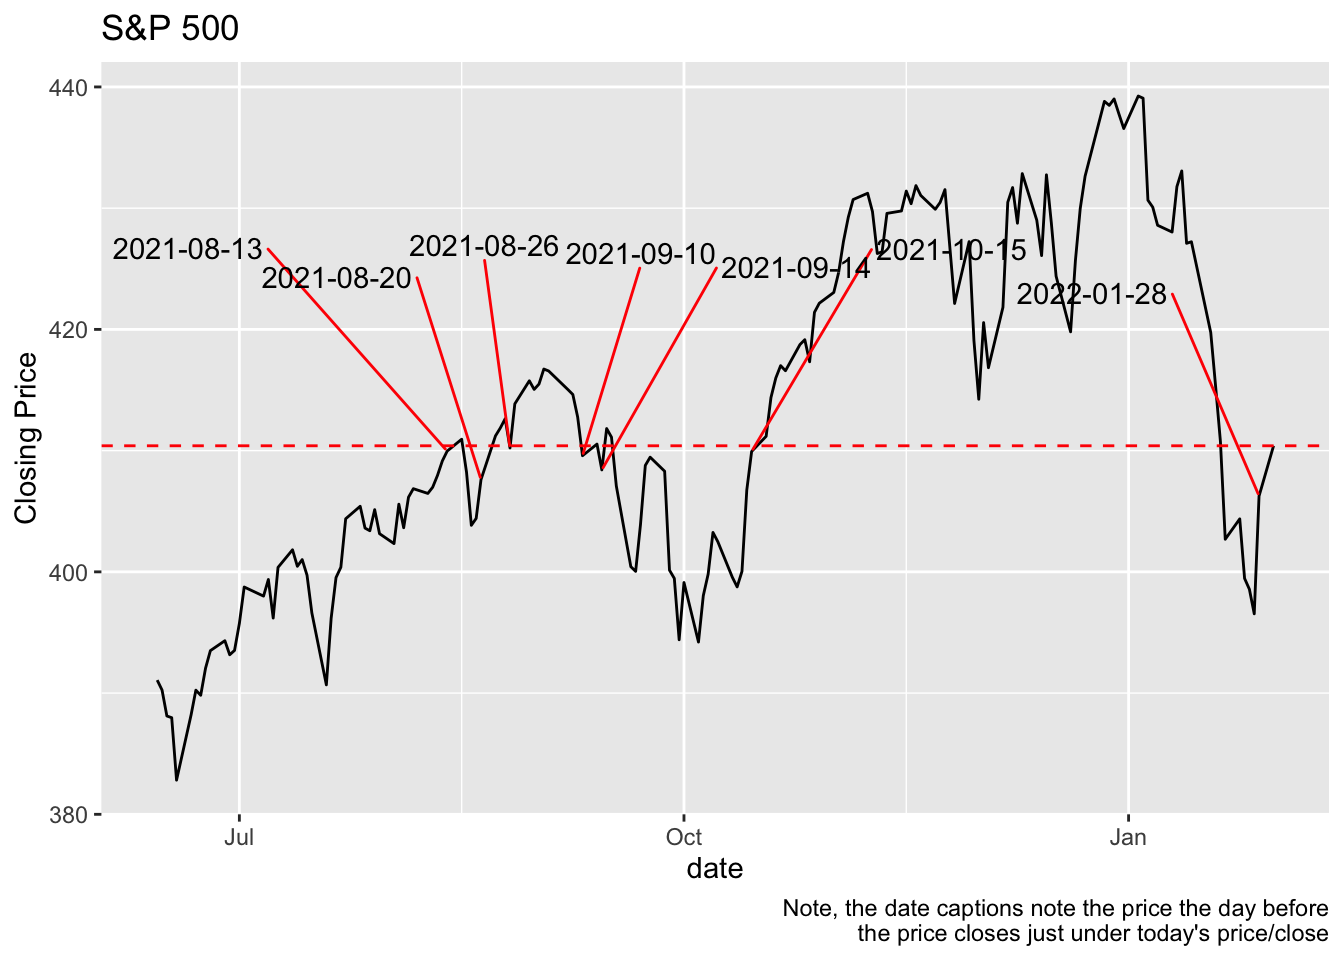 S&P 500
440
420
400
380
Closing Price
2021-08-13
2021-08-20
2021-08-26
2021-09-10
2021-09-14
2021-10-15
2022-01-28
Jul
Oct
Jan
date
Note, the date captions note the price the day before
the price closes just under today's price/close